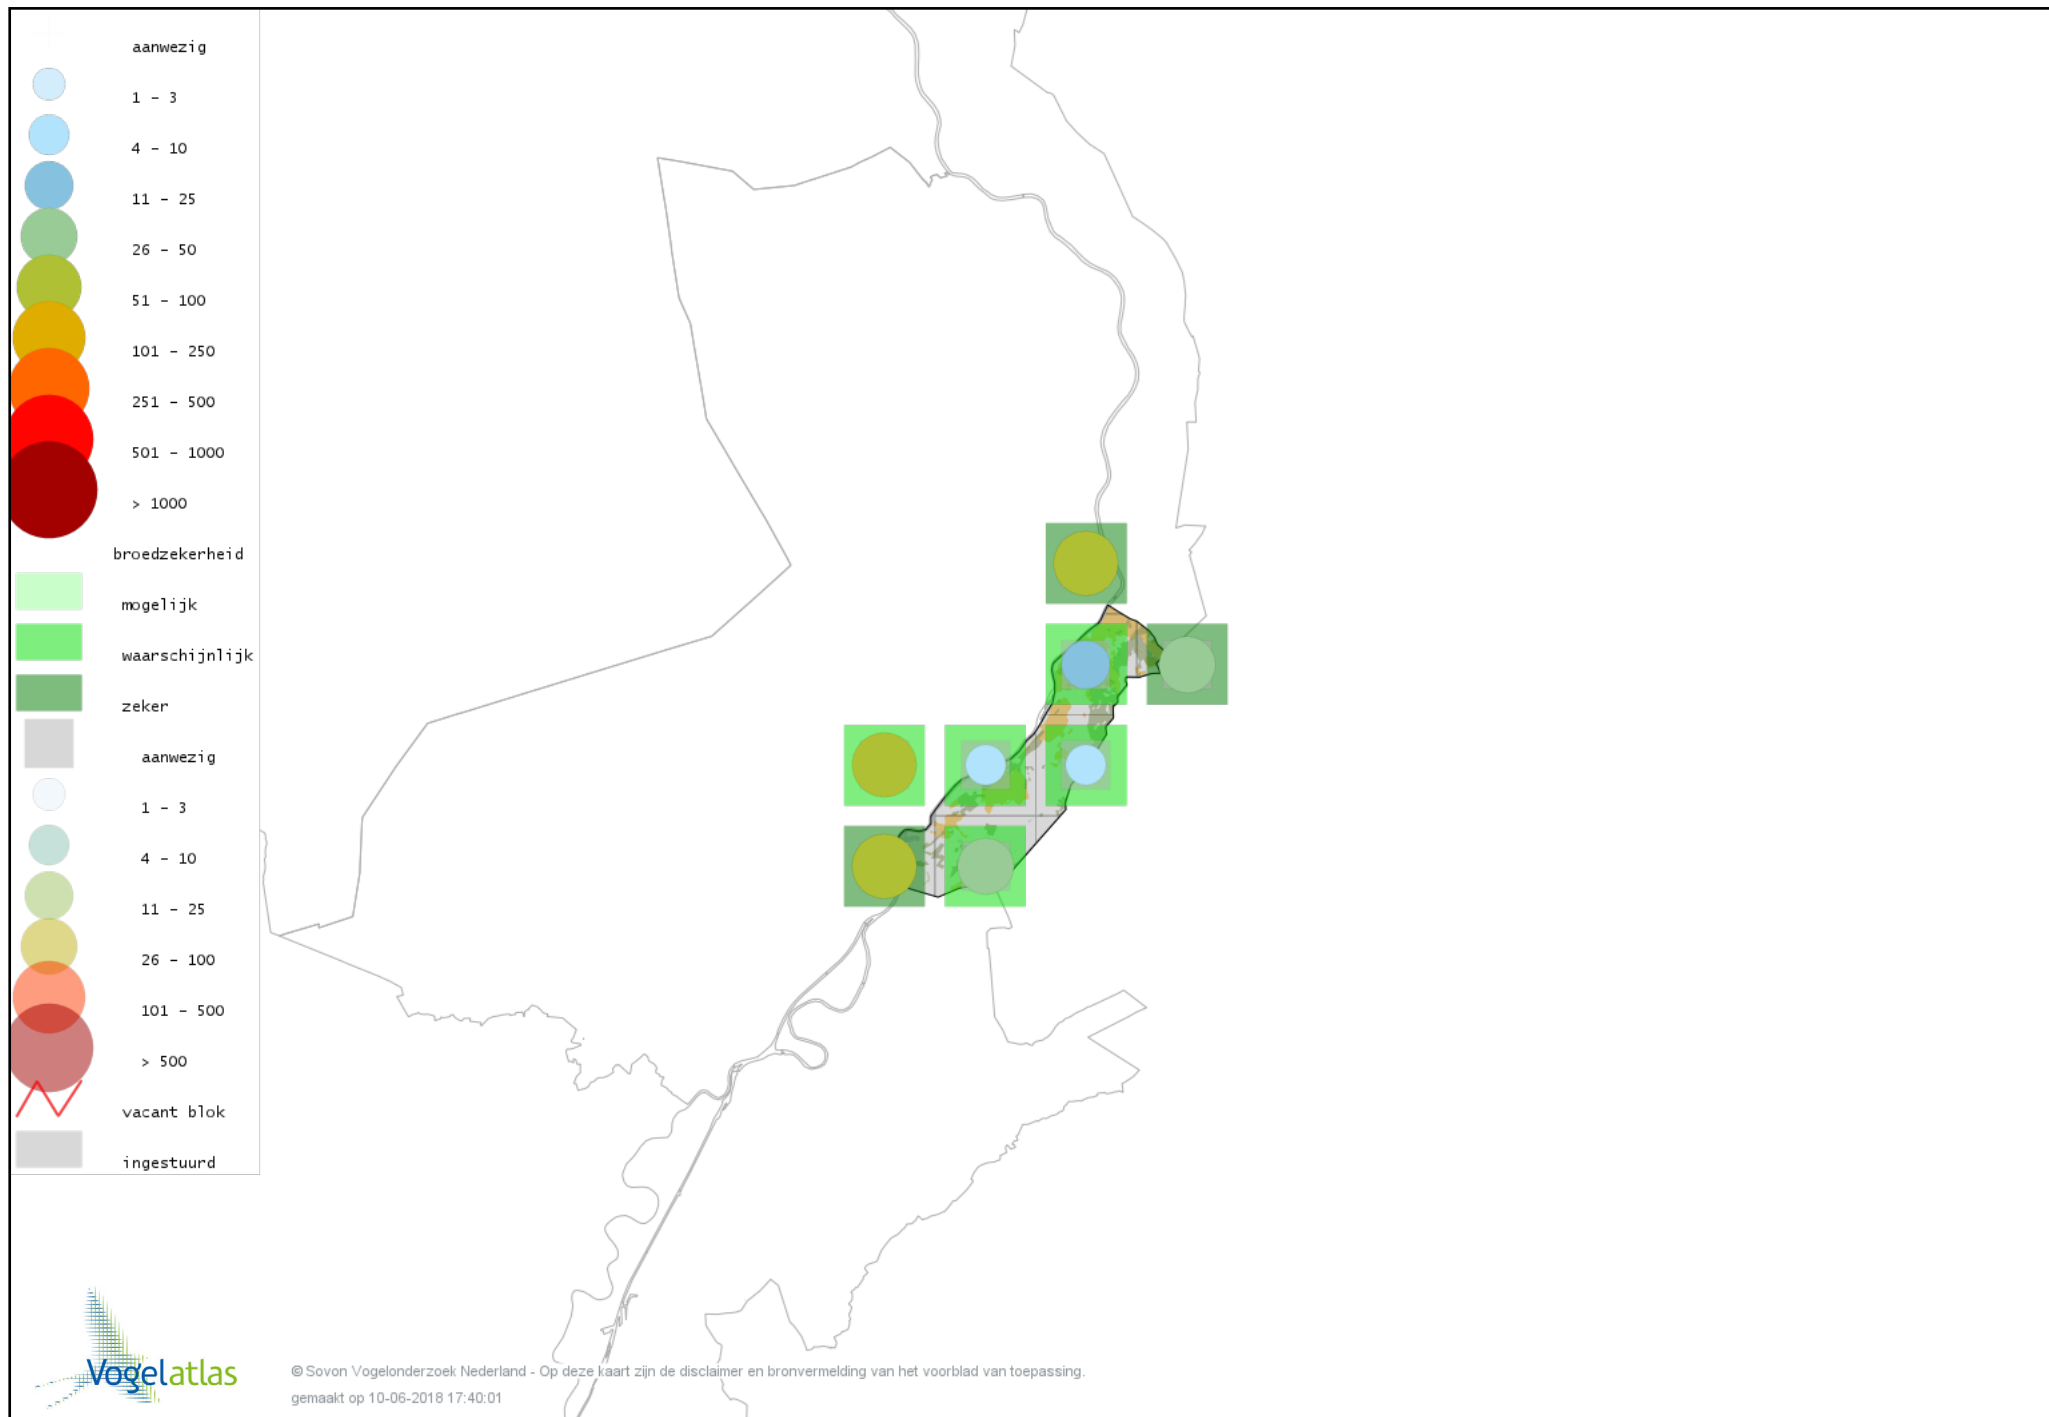 aanwezig
1 - 3
4 - 10
11 - 25
26 - 50
51 - 100
101 - 250
251 - 500
501 - 1000
> 1000
broedzekerheid
mogelijk
waarschijnlijk
zeker
aanwezig
1 - 3
4 - 10
11 - 25
26 - 100
101 - 500
> 500
vacant blok
ingestuurd
Vogelatlas
© Sovon Vogelonderzoek Nederland - Op deze kaart zijn de disclaimer en bronvermelding van het voorblad van toepassing.
gemaakt op 10-06-2018 17:40:01